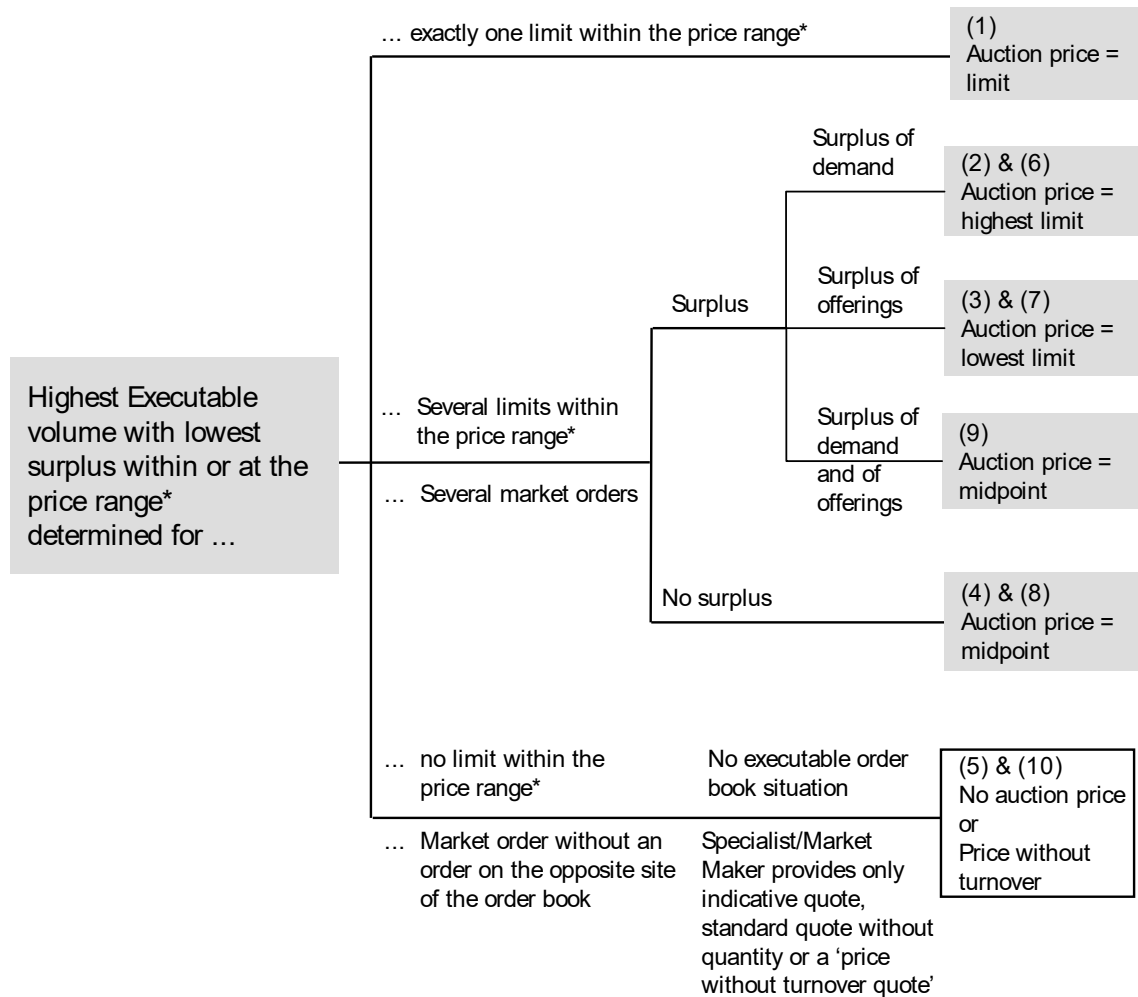 … exactly one limit within the price range*
(1)
Auction price =
limit
Surplus of
demand
(2) & (6)
Auction price =
highest limit
Surplus
Surplus of
offerings
(3) & (7)
Auction price =
lowest limit
Highest Executable
volume with lowest
surplus within or at the
price range*
determined for …
… Several limits within
the price range*
… Several market orders
Surplus of
demand
and of
offerings
(9)
Auction price =
midpoint
No surplus
(4) & (8)
Auction price =
midpoint
… no limit within the
price range*
No executable order
book situation
… Market order without an
order on the opposite site
of the order book
Specialist/Market
Maker provides only
indicative quote,
standard quote without
quantity or a ‘price
without turnover quote’
(5) & (10)
No auction price
or
Price without
turnover